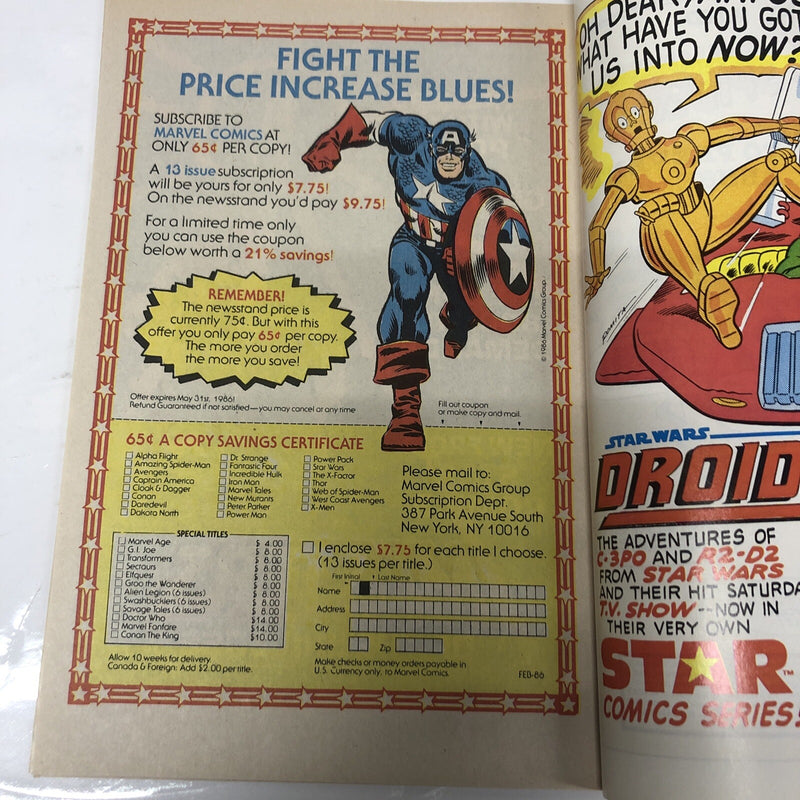 FIGHT THE
PRICE INCREASE BLUES!
SUBSCRIBE TO
MARVEL COMICS AT
ONLY 65¢ PER COPY!
A 13 issue subscription
will be yours for only $7.75!
On the newsstand you'd pay $9.75!
For a limited time only
you can use the coupon
below worth a 21% savings!
REMEMBER!
The newsstand price is
currently 75¢. But with this
offer you only pay 65¢ per copy.
The more you order
the more you save!
© 1986 Marvel Comics Group
Offer expires May 31st, 1986!
Refund Guaranteed if not satisfied—you may cancel at any time
Fill out coupon
or make copy and mail.
65¢ A COPY SAVINGS CERTIFICATE
Alpha Flight
Amazing Spider-Man
Avengers
Captain America
Cloak & Dagger
Conan
Daredevil
Dakota North
Dr. Strange
Fantastic Four
Incredible Hulk
Iron Man
Marvel Tales
New Mutants
Peter Parker
Power Man
Power Pack
Star Wars
The X-Factor
Thor
Web of Spider-Man
West Coast Avengers
X-Men
SPECIAL TITLES
Marvel Age $ 4.00
G.I. Joe $ 8.00
Transformers $ 8.00
Sectaurs $ 8.00
Elfquest $ 8.00
Groo the Wanderer $ 8.00
Alien Legion (6 issues) $ 8.00
Swashbucklers (6 issues) $ 8.00
Savage Tales (6 issues) $ 8.00
Doctor Who $14.00
Marvel Fanfare $14.00
Conan The King $10.00
Allow 10 weeks for delivery.
Canada & Foreign: Add $2.00 per title.
Please mail to:
Marvel Comics Group
Subscription Dept.
387 Park Avenue South
New York, NY 10016
I enclose $7.75 for each title I choose.
(13 issues per title.)
First Initial Last Name
Name
Address
City
State Zip
Make checks or money orders payable in
U.S. Currency only, to Marvel Comics.
FEB-86
OH DEAR,
WHAT HAVE YOU GOT
US INTO NOW?
ROMITA
STAR WARS
DROID
THE ADVENTURES OF
C-3PO AND R2-D2
FROM STAR WARS
AND THEIR HIT SATURDA
T.V. SHOW--NOW IN
THEIR VERY OWN
STAR™
COMICS SERIES!